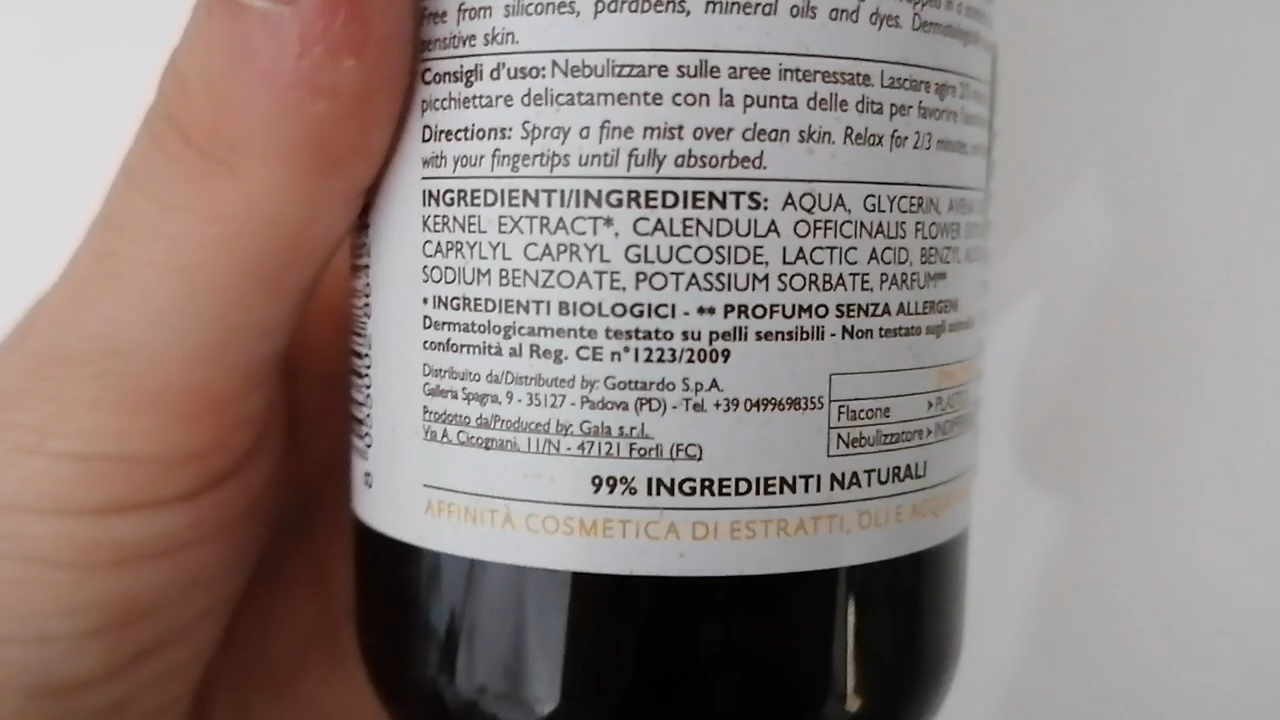 Free from silicones, parabens, mineral oils and dyes.
sensitive skin.
Consigli d'uso: Nebulizzare sulle aree interessate. Lasciare agire
picchiettare delicatamente con la punta delle dita per favorire
Directions: Spray a fine mist over clean skin. Relax for 2/3 minutes,
with your fingertips until fully absorbed.
INGREDIENTI/INGREDIENTS: AQUA, GLYCERIN, AVENA
KERNEL EXTRACT*, CALENDULA OFFICINALIS FLOWER
CAPRYLYL CAPRYL GLUCOSIDE, LACTIC ACID, BENZYL
SODIUM BENZOATE, POTASSIUM SORBATE, PARFUM**
* INGREDIENTI BIOLOGICI - ** PROFUMO SENZA ALLERGENI
Dermatologicamente testato su pelli sensibili - Non testato sugli
conformità al Reg. CE n°1223/2009
Distribuito da/Distributed by: Gottardo S.p.A.
Galleria Spagna, 9 - 35127 - Padova (PD) - Tel. +39 0499698355
Prodotto da/Produced by: Gala s.r.l.
Via A. Cicognani, 11/N - 47121 Forlì (FC)
Flacone >
Nebulizzatore >
99% INGREDIENTI NATURALI
AFFINITÀ COSMETICA DI ESTRATTI, OLI E